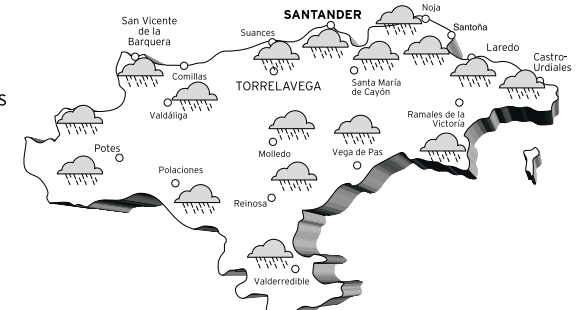 SANTANDER
Noja
San Vicente
de la
Barquera
Suances
Santoña
Laredo
Castro-
Urdiales
Comillas
TORRELAVEGA
Santa María
de Cayón
S
Valdáliga
Ramales de la
Victoría
Potes
Molledo
Vega de Pas
Polaciones
Reinosa
Valderredible